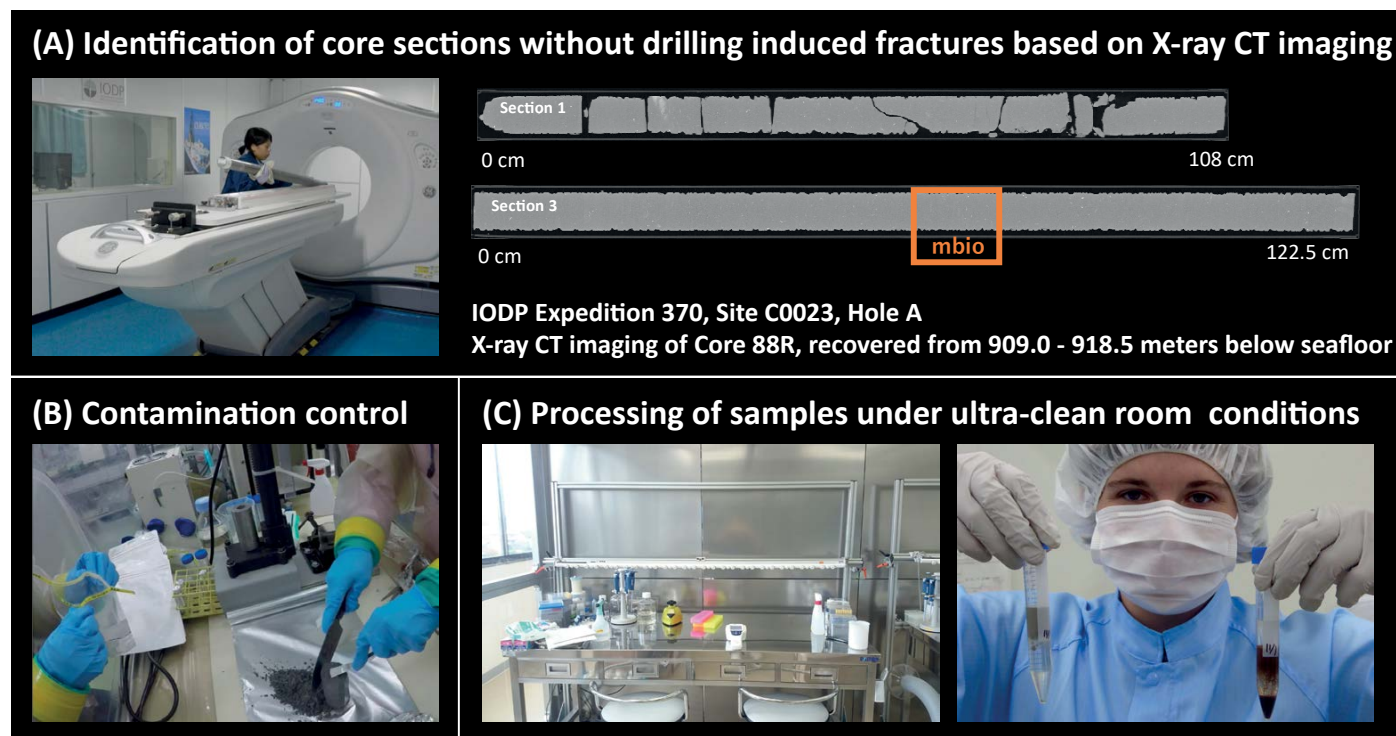 (A) Identification of core sections without drilling induced fractures based on X-ray CT imaging
IODP
Section 1
0 cm
108 cm
Section 3
mbio
0 cm
122.5 cm
IODP Expedition 370, Site C0023, Hole A
X-ray CT imaging of Core 88R, recovered from 909.0 - 918.5 meters below seafloor
(B) Contamination control
(C) Processing of samples under ultra-clean room conditions